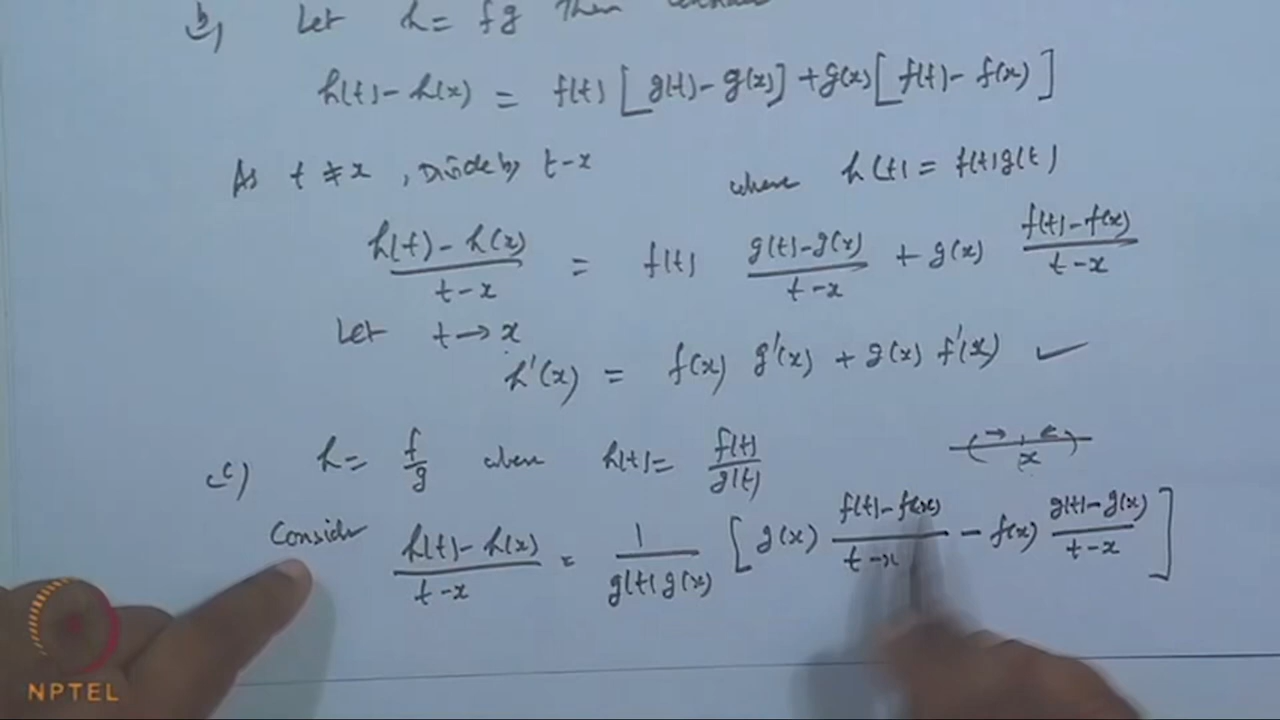 b) Let h = fg Then
h(t) - h(x) = f(t) [g(t) - g(x)] + g(x) [f(t) - f(x)]
As t ≠ x, Divide by t-x where h(t) = f(t)g(t)
h(t) - h(x) / t-x = f(t) g(t)-g(x) / t-x + g(x) f(t)-f(x) / t-x
Let t → x
h'(x) = f(x) g'(x) + g(x) f'(x) ✓
c) h = f/g where h(t) = f(t)/g(t)
( → , ← )
x
Consider h(t)-h(x) / t-x = 1 / g(t)g(x) [g(x) f(t)-f(x) / t-x - f(x) g(t)-g(x) / t-x]
NPTEL